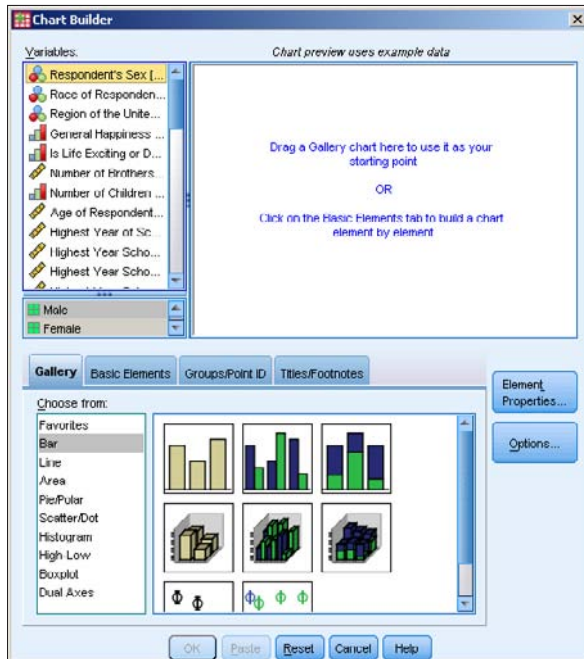 Chart Builder
Variables:
Chart preview uses example data
Respondent's Sex [...
Race of Responden...
Region of the Unite...
General Happiness ...
Is Life Exciting or D...
Number of Brothers...
Number of Children ...
Age of Respondent...
Highest Year of Sc...
Highest Year Scho...
Highest Year Scho...
Drag a Gallery chart here to use it as your
starting point
OR
Click on the Basic Elements tab to build a chart
element by element
Male
Female
Gallery
Basic Elements
Groups/Point ID
Titles/Footnotes
Choose from:
Favorites
Bar
Line
Area
Pie/Polar
Scatter/Dot
Histogram
High-Low
Boxplot
Dual Axes
Element
Properties...
Options...
OK
Paste
Reset
Cancel
Help